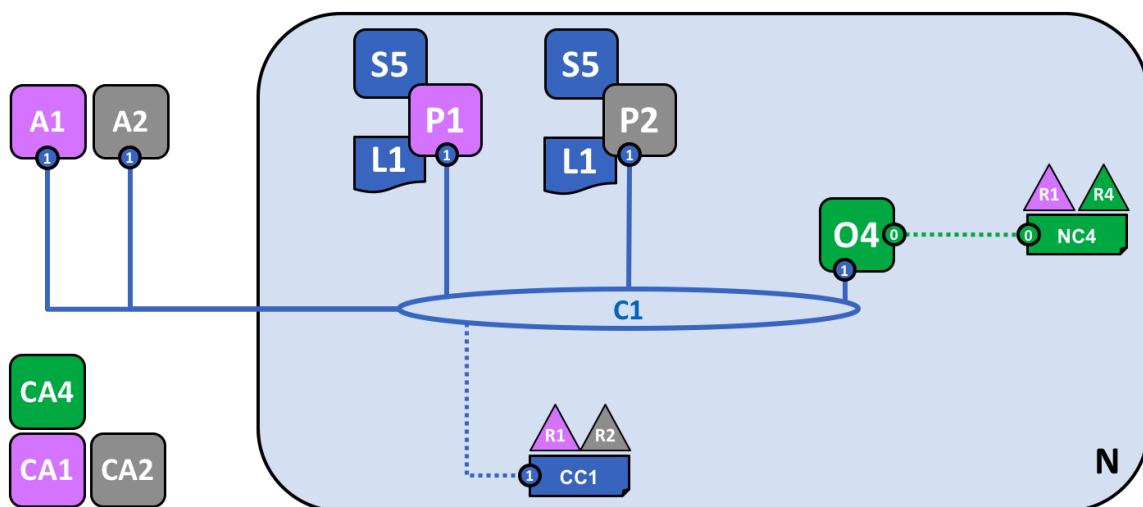 S5 S5
A1 A2 P1 P2
1 1 L1 1 L1 1
R1 R4
O4 0 0 NC4
1
C1
CA4
R1 R2
CA1 CA2 1 CC1
N